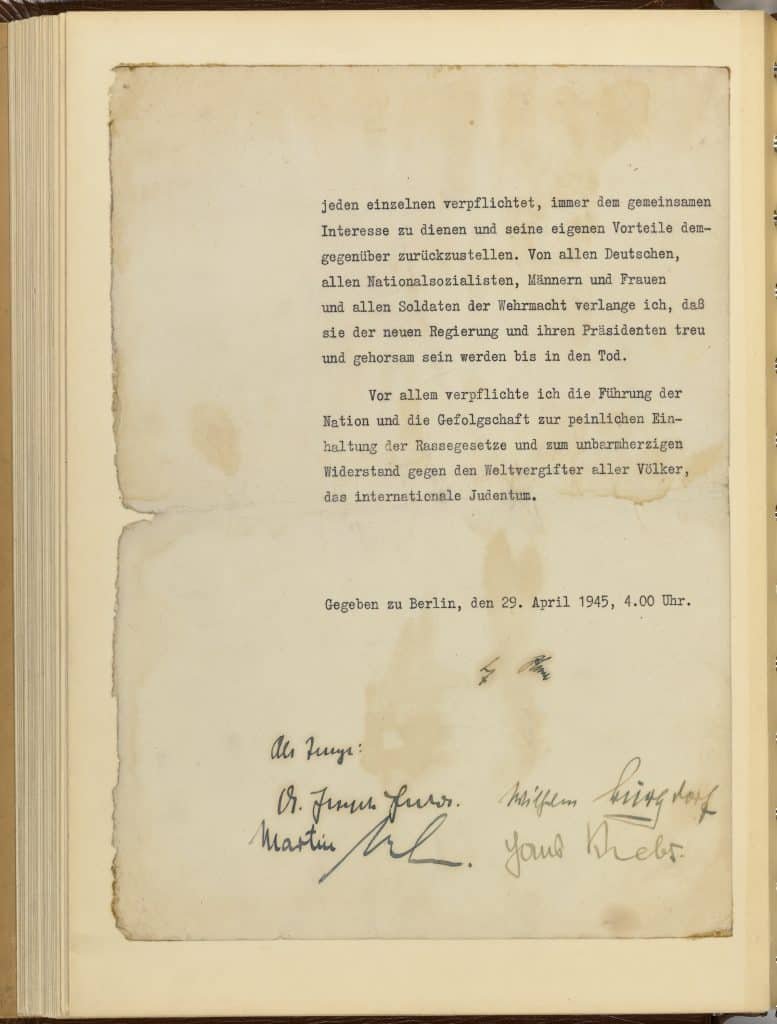 jeden einzelnen verpflichtet, immer dem gemeinsamen
Interesse zu dienen und seine eigenen Vorteile dem-
gegenüber zurückzustellen. Von allen Deutschen,
allen Nationalsozialisten, Männern und Frauen
und allen Soldaten der Wehrmacht verlange ich, daß
sie der neuen Regierung und ihren Präsidenten treu
und gehorsam sein werden bis in den Tod.
Vor allem verpflichte ich die Führung der
Nation und die Gefolgschaft zur peinlichen Ein-
haltung der Rassegesetze und zum unbarmherzigen
Widerstand gegen den Weltvergifter aller Völker,
das internationale Judentum.
Gegeben zu Berlin, den 29. April 1945, 4.00 Uhr.
Als Zeuge:
Dr. Joseph Wilhelm Burgdorf
Martin Hans Krebs.